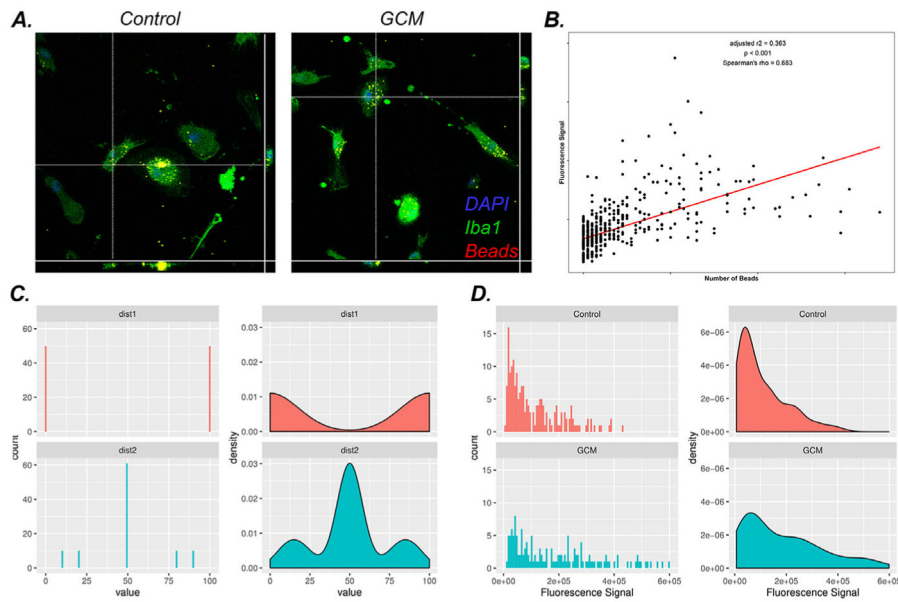 A.
Control
GCM
DAPI
Iba1
Beads
B.
adjusted r2 = 0.363
p < 0.001
Spearman's rho = 0.683
Fluorescence Signal
Number of Beads
C.
dist1
dist1
60
40
20
0
0.03
0.02
0.01
0.00
count
density
dist2
dist2
60
40
20
0
0.03
0.02
0.01
0.00
0
25
50
75
100
0
25
50
75
100
value
value
D.
Control
Control
15
10
5
0
6e-06
4e-06
2e-06
0e+00
count
density
GCM
GCM
15
10
5
0
6e-06
4e-06
2e-06
0e+00
0e+00
2e+05
4e+05
6e+05
0e+00
2e+05
4e+05
6e+05
Fluorescence Signal
Fluorescence Signal